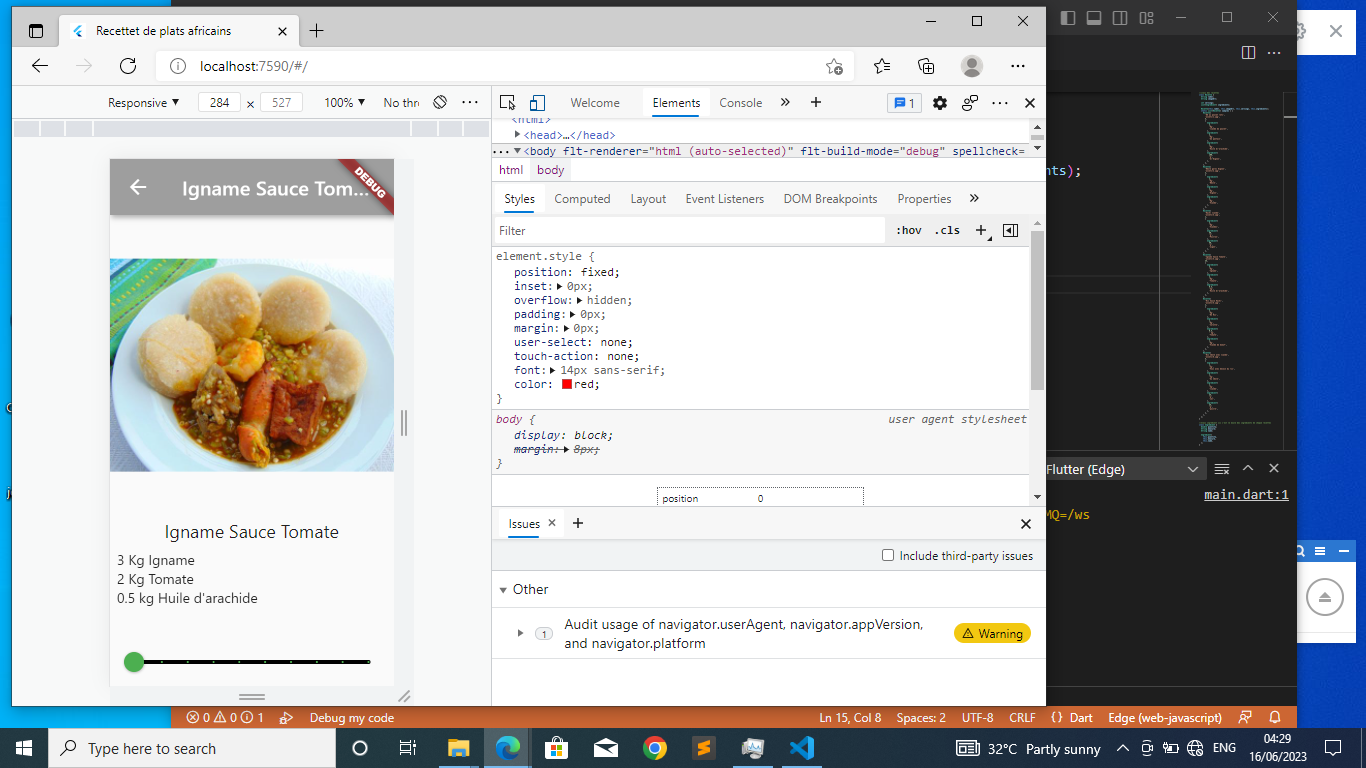 Recettet de plats africains
localhost:7590/#/
Responsive ▼ 284 × 527 100% ▼ No thr
Welcome Elements Console » + 1
<html>
<head>…</head>
<body flt-renderer="html (auto-selected)" flt-build-mode="debug" spellcheck=
html body
Styles Computed Layout Event Listeners DOM Breakpoints Properties »
Filter :hov .cls +
element.style {
position: fixed;
inset: 0px;
overflow: hidden;
padding: 0px;
margin: 0px;
user-select: none;
touch-action: none;
font: 14px sans-serif;
color: red;
}
body { user agent stylesheet
display: block;
margin: 8px;
}
position 0
Issues × +
Include third-party issues
Other
1 Audit usage of navigator.userAgent, navigator.appVersion,
and navigator.platform
Warning
DEBUG
Igname Sauce Tom...
Igname Sauce Tomate
3 Kg Igname
2 Kg Tomate
0.5 kg Huile d'arachide
nts);
Flutter (Edge)
main.dart:1
MQ=/ws
0 0 1 Debug my code Ln 15, Col 8 Spaces: 2 UTF-8 CRLF {} Dart Edge (web-javascript)
Type here to search 32°C Partly sunny ENG 04:29
16/06/2023